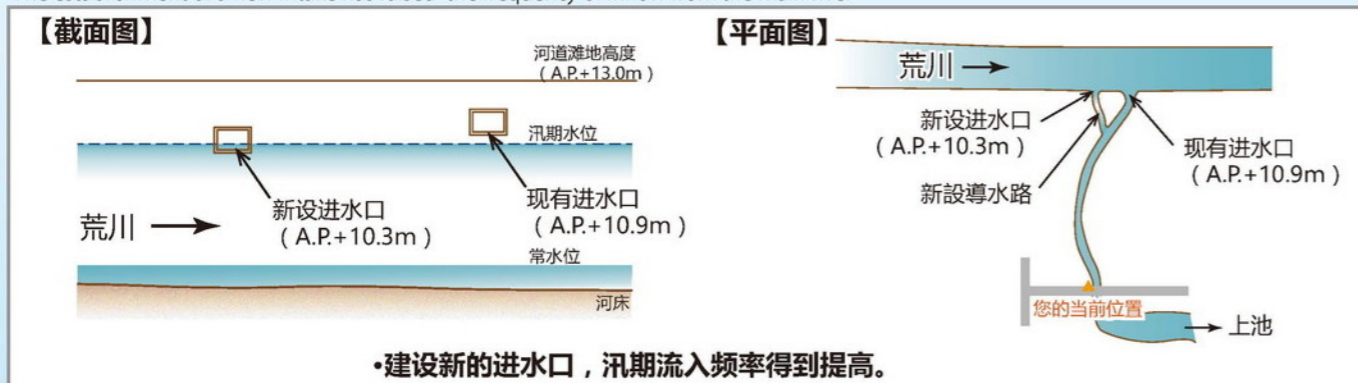 【截面图】
河道滩地高度
（A.P.+13.0m）
汛期水位
新设进水口
（A.P.+10.3m）
现有进水口
（A.P.+10.9m）
荒川
常水位
河床
【平面图】
荒川
新设进水口
（A.P.+10.3m）
新設導水路
现有进水口
（A.P.+10.9m）
您的当前位置
上池
•建设新的进水口，汛期流入频率得到提高。